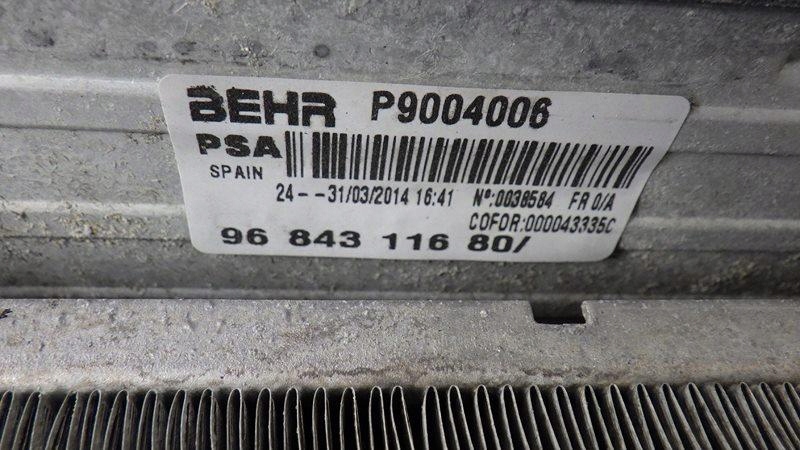 BEHR P9004006
PSA
SPAIN
24---31/03/2014 16:41 Nº:0038584 FR 0/A
COFOR:000043335C
96 843 116 80/